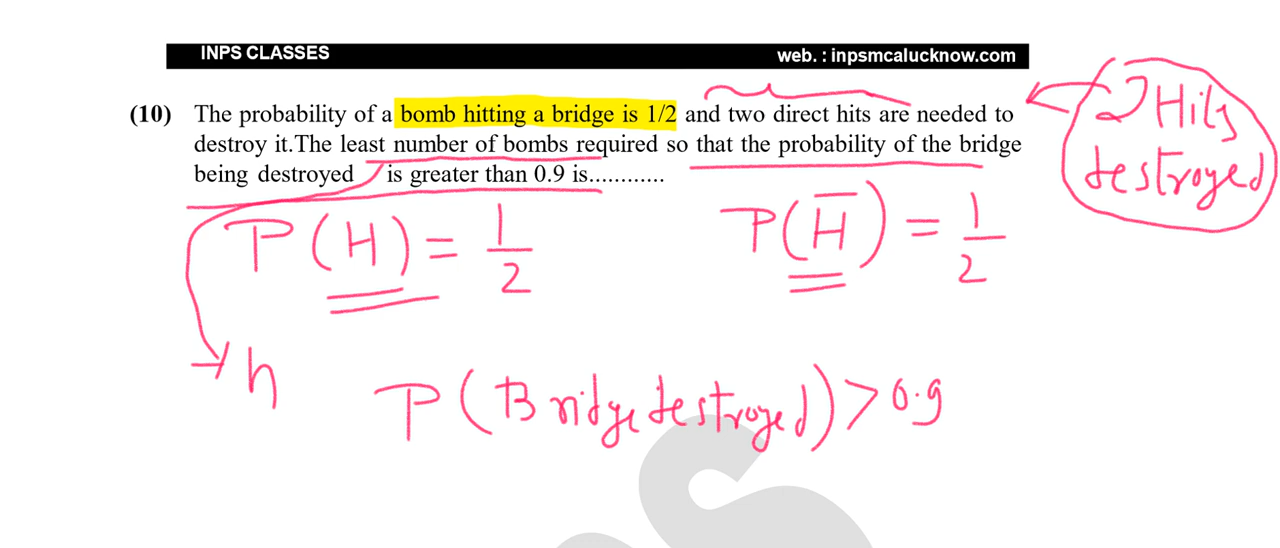 INPS CLASSES web. : inpsmcalucknow.com
(10) The probability of a bomb hitting a bridge is 1/2 and two direct hits are needed to
destroy it.The least number of bombs required so that the probability of the bridge
being destroyed is greater than 0.9 is............
2 Hits
destroyed
P(H) = 1/2 P(H̅) = 1/2
n
P(Bridge destroyed) > 0.9